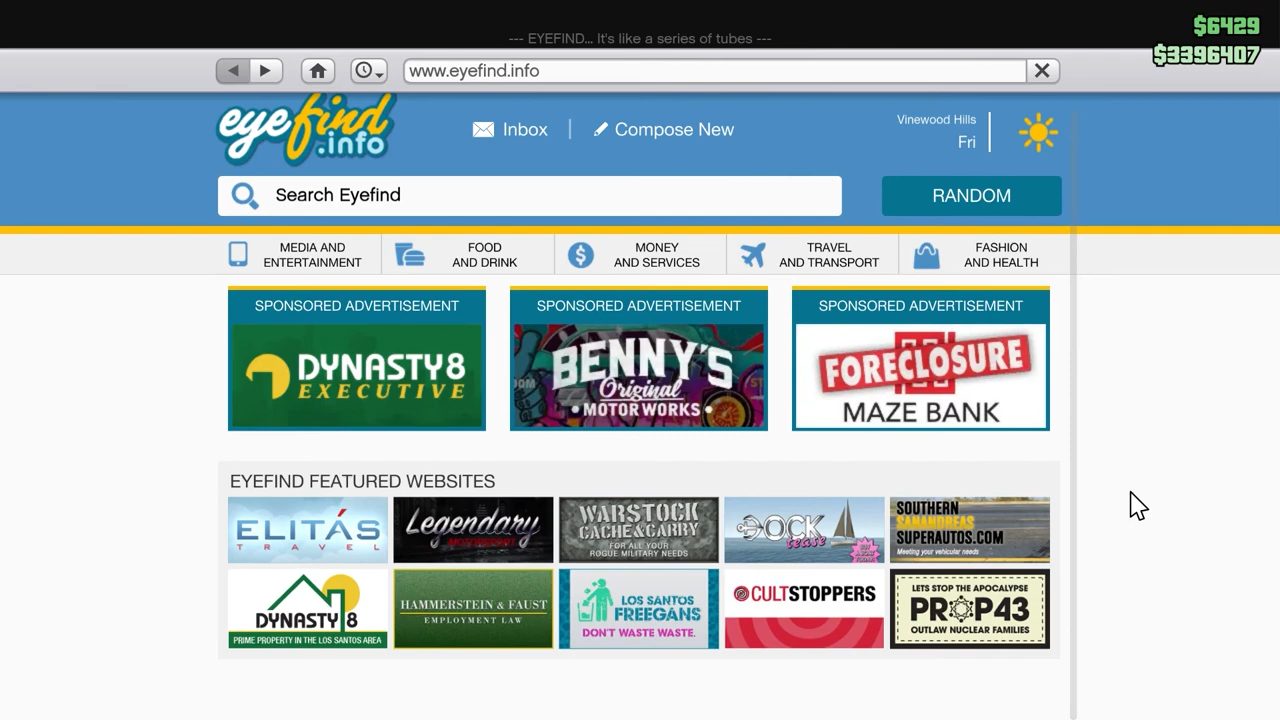 --- EYEFIND... It's like a series of tubes ---
$6429
$3396407
www.eyefind.info
eyefind
.info
Inbox
Compose New
Vinewood Hills
Fri
Search Eyefind
RANDOM
MEDIA AND
ENTERTAINMENT
FOOD
AND DRINK
MONEY
AND SERVICES
TRAVEL
AND TRANSPORT
FASHION
AND HEALTH
SPONSORED ADVERTISEMENT
DYNASTY8
EXECUTIVE
SPONSORED ADVERTISEMENT
BENNY'S
Original
MOTOR WORKS
SPONSORED ADVERTISEMENT
FORECLOSURE
MAZE BANK
EYEFIND FEATURED WEBSITES
ELITÁS
TRAVEL
Legendary
MOTORSPORT
WARSTOCK
CACHE & CARRY
FOR ALL YOUR
ROGUE MILITARY NEEDS
DOCK
tease
SOUTHERN
SANANDREAS
SUPERAUTOS.COM
Meeting your vehicular needs
DYNASTY 8
PRIME PROPERTY IN THE LOS SANTOS AREA
HAMMERSTEIN & FAUST
EMPLOYMENT LAW
LOS SANTOS
FREEGANS
DON'T WASTE WASTE.
CULTSTOPPERS
LETS STOP THE APOCALYPSE
PROP43
OUTLAW NUCLEAR FAMILIES